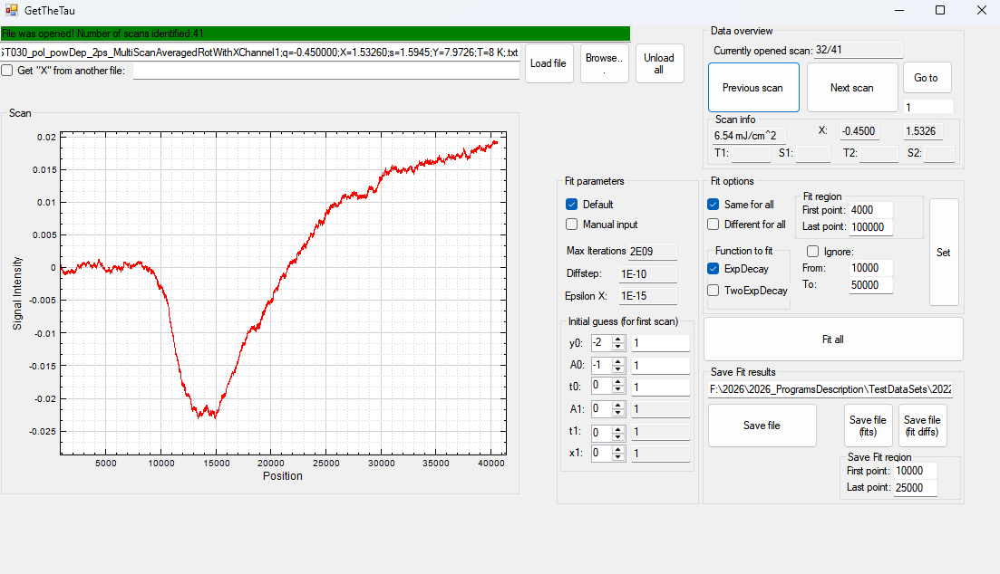 GetTheTau
File was opened! Number of scans identified:41
ST030_pol_powDep_2ps_MultiScanAveragedRotWithXChannel1;q=-0.450000;X=1.53260;s=1.5945;Y=7.9726;T=8 K;.txt
Load file
Browse...
Unload all
Get "X" from another file:
Data overview
Currently opened scan: 32/41
Previous scan
Next scan
Go to
1
Scan info
6.54 mJ/cm^2
X: -0.4500 1.5326
T1: S1: T2: S2:
Scan
0.02
0.015
0.01
0.005
0
-0.005
-0.01
-0.015
-0.02
-0.025
Signal Intensity
5000 10000 15000 20000 25000 30000 35000 40000
Position
Fit parameters
Default
Manual input
Max Iterations 2E09
Diffstep: 1E-10
Epsilon X: 1E-15
Initial guess (for first scan)
y0: -2 1
A0: -1 1
t0: 0 1
A1: 0 1
t1: 0 1
x1: 0 1
Fit options
Same for all
Different for all
Fit region
First point: 4000
Last point: 100000
Function to fit
ExpDecay
TwoExpDecay
Ignore:
From: 10000
To: 50000
Set
Fit all
Save Fit results
F:\2026\2026_ProgramsDescription\TestDataSets\2022
Save file
Save file (fits)
Save file (fit diffs)
Save Fit region
First point: 10000
Last point: 25000